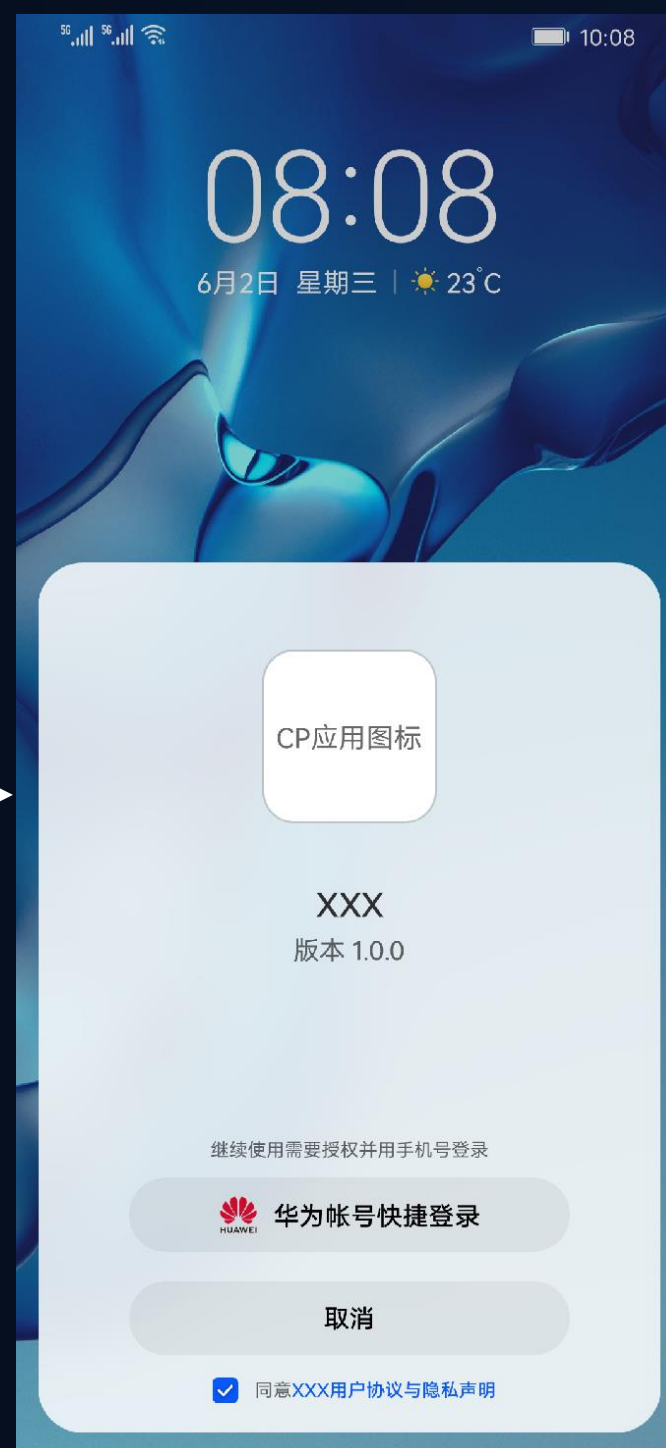 5G 5G 10:08
08:08
6月2日 星期三 23°C
CP应用图标
XXX
版本 1.0.0
继续使用需要授权并用手机号登录
HUAWEI 华为帐号快捷登录
取消
同意XXX用户协议与隐私声明